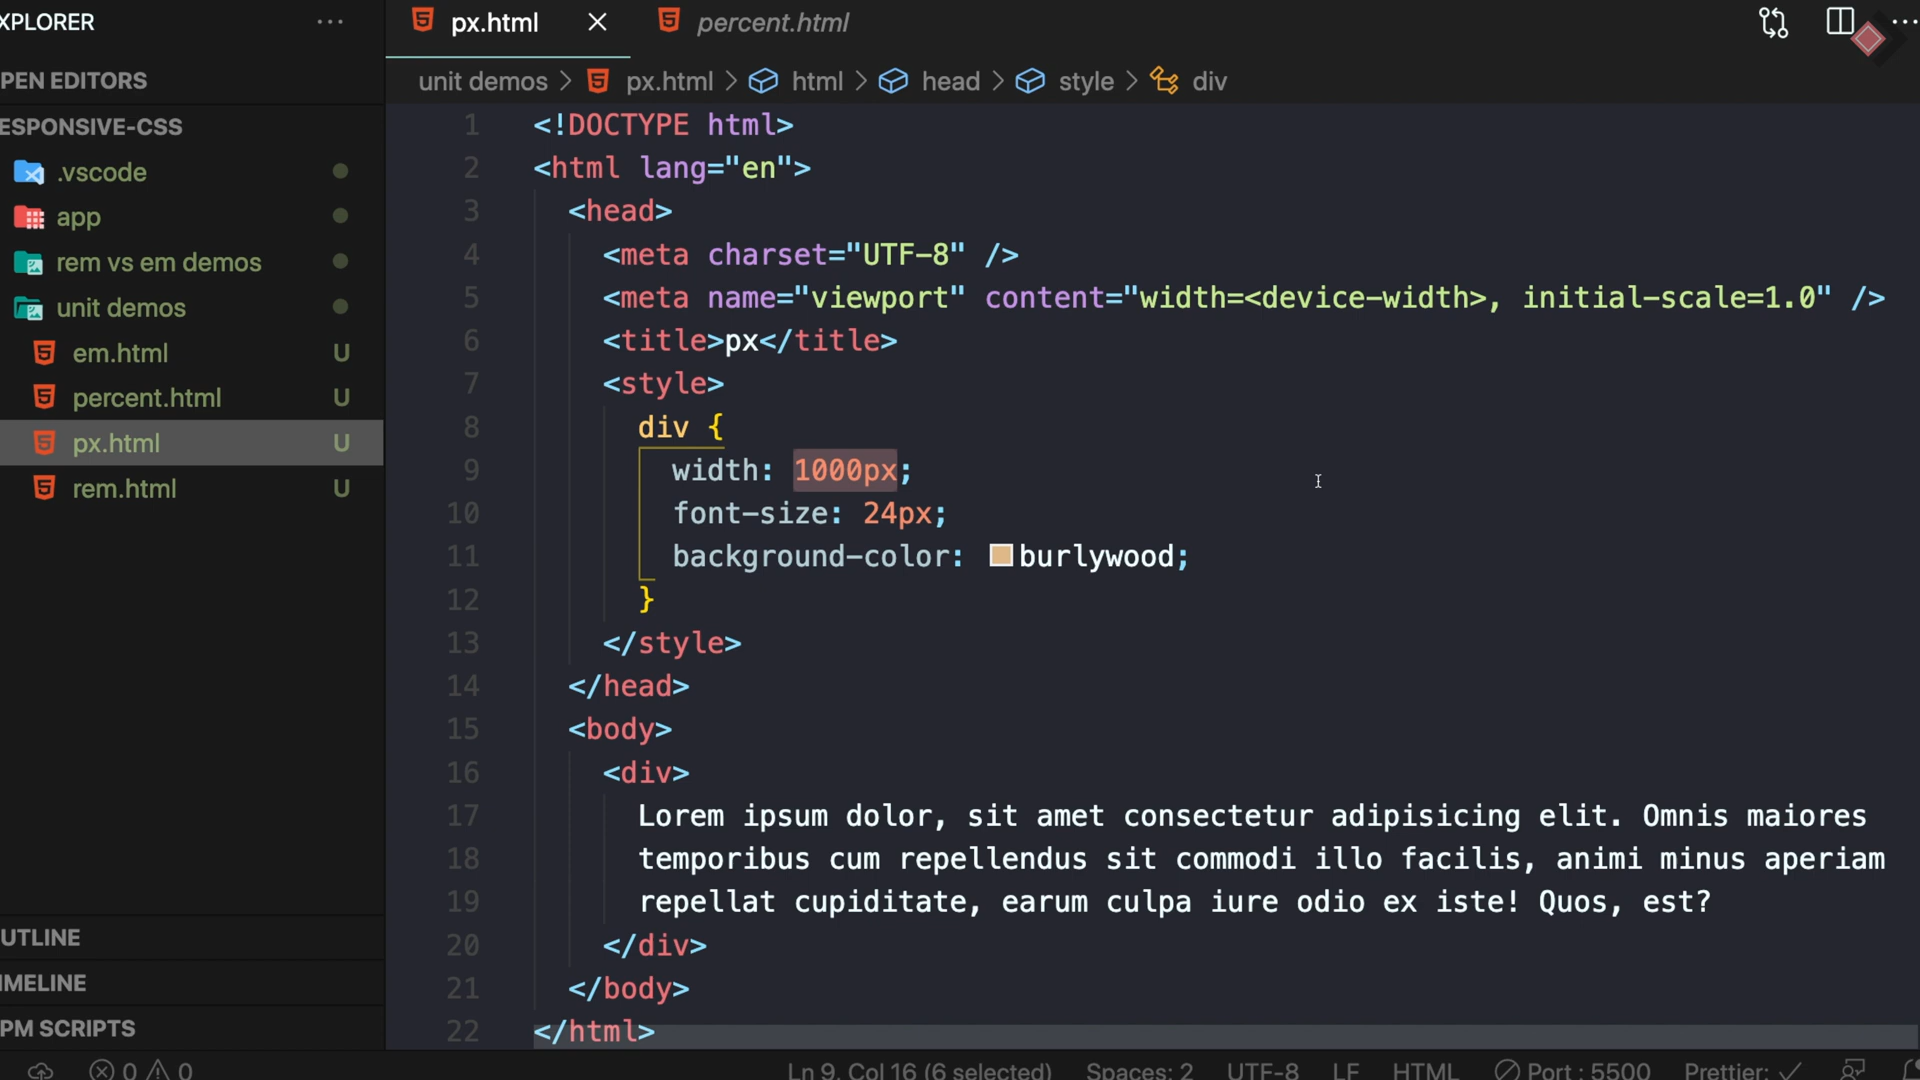 XPLORER
px.html
percent.html
PEN EDITORS
unit demos > px.html > html > head > style > div
ESPONSIVE-CSS
.vscode
app
rem vs em demos
unit demos
em.html U
percent.html U
px.html U
rem.html U
UTLINE
IMELINE
PM SCRIPTS
1 <!DOCTYPE html>
2 <html lang="en">
3 <head>
4 <meta charset="UTF-8" />
5 <meta name="viewport" content="width=<device-width>, initial-scale=1.0" />
6 <title>px</title>
7 <style>
8 div {
9 width: 1000px;
10 font-size: 24px;
11 background-color: burlywood;
12 }
13 </style>
14 </head>
15 <body>
16 <div>
17 Lorem ipsum dolor, sit amet consectetur adipisicing elit. Omnis maiores
18 temporibus cum repellendus sit commodi illo facilis, animi minus aperiam
19 repellat cupiditate, earum culpa iure odio ex iste! Quos, est?
20 </div>
21 </body>
22 </html>
0 0 Ln 9, Col 16 (6 selected) Spaces: 2 UTF-8 LF HTML Port : 5500 Prettier: ✓